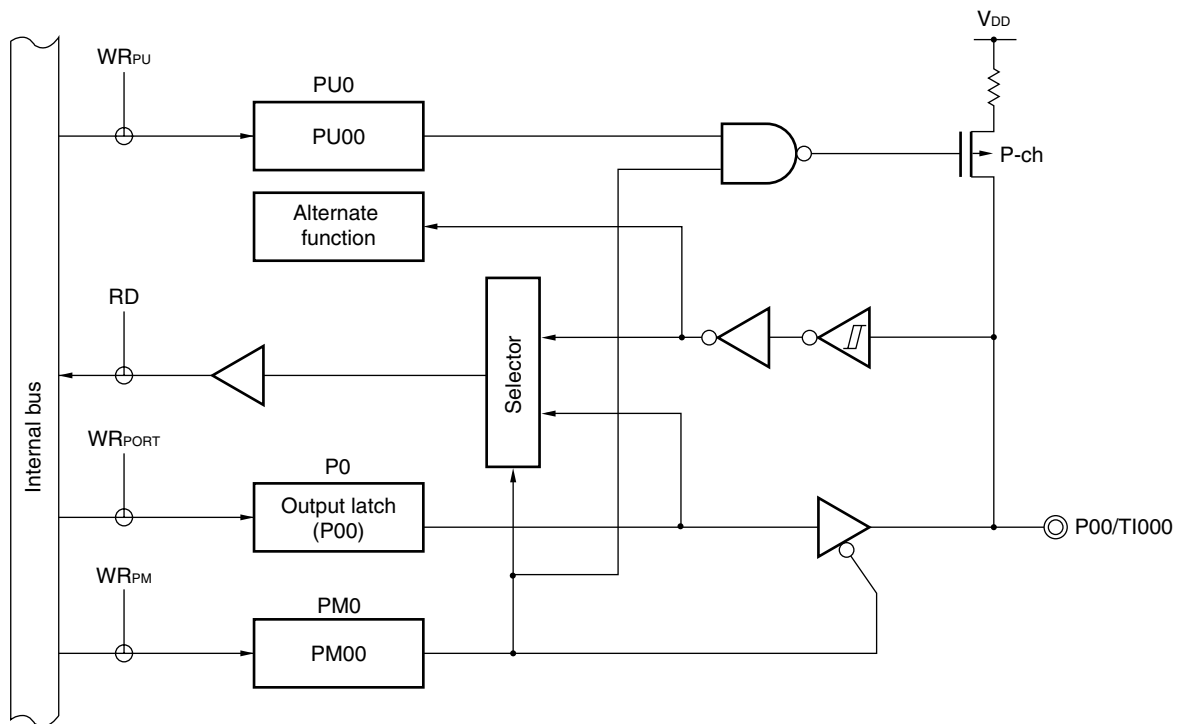 VDD
WRPU
PU0
PU00
P-ch
Alternate
function
RD
Selector
Internal bus
WRPORT
P0
Output latch
(P00)
P00/TI000
WRPM
PM0
PM00